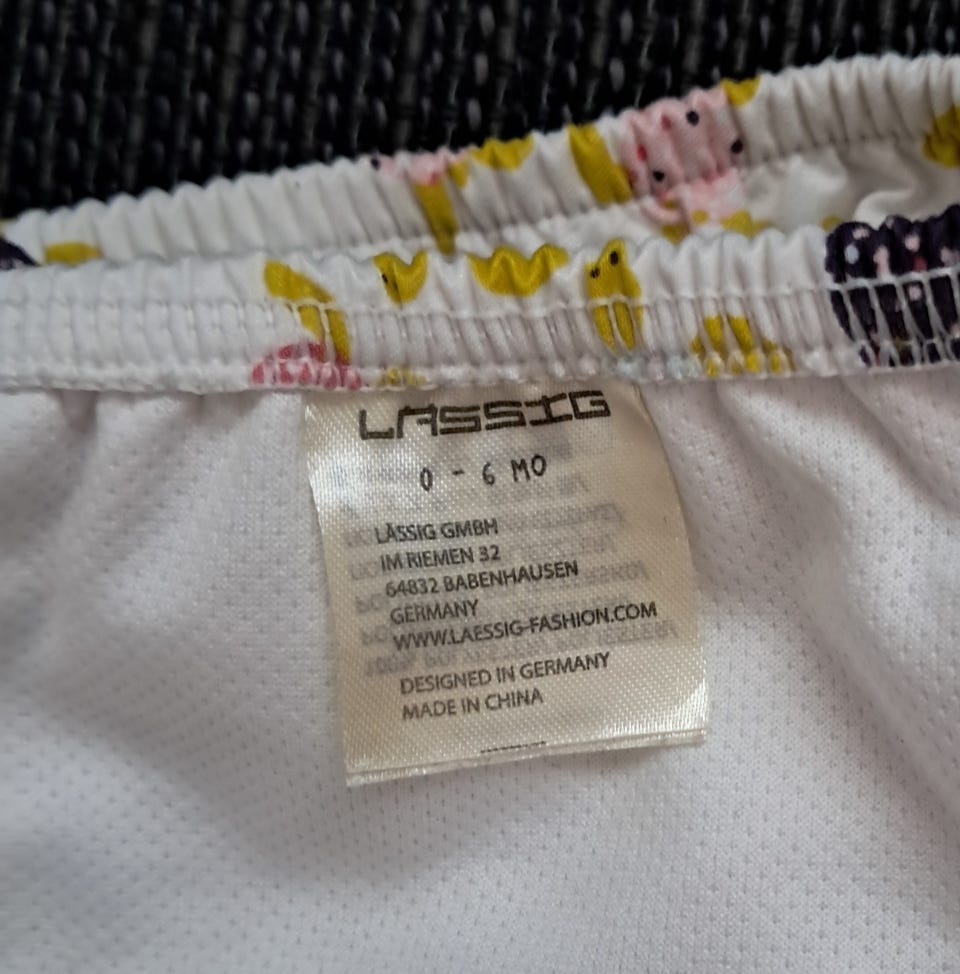 LÄSSIG
0 - 6 MO
LÄSSIG GMBH
IM RIEMEN 32
64832 BABENHAUSEN
GERMANY
WWW.LAESSIG-FASHION.COM
DESIGNED IN GERMANY
MADE IN CHINA